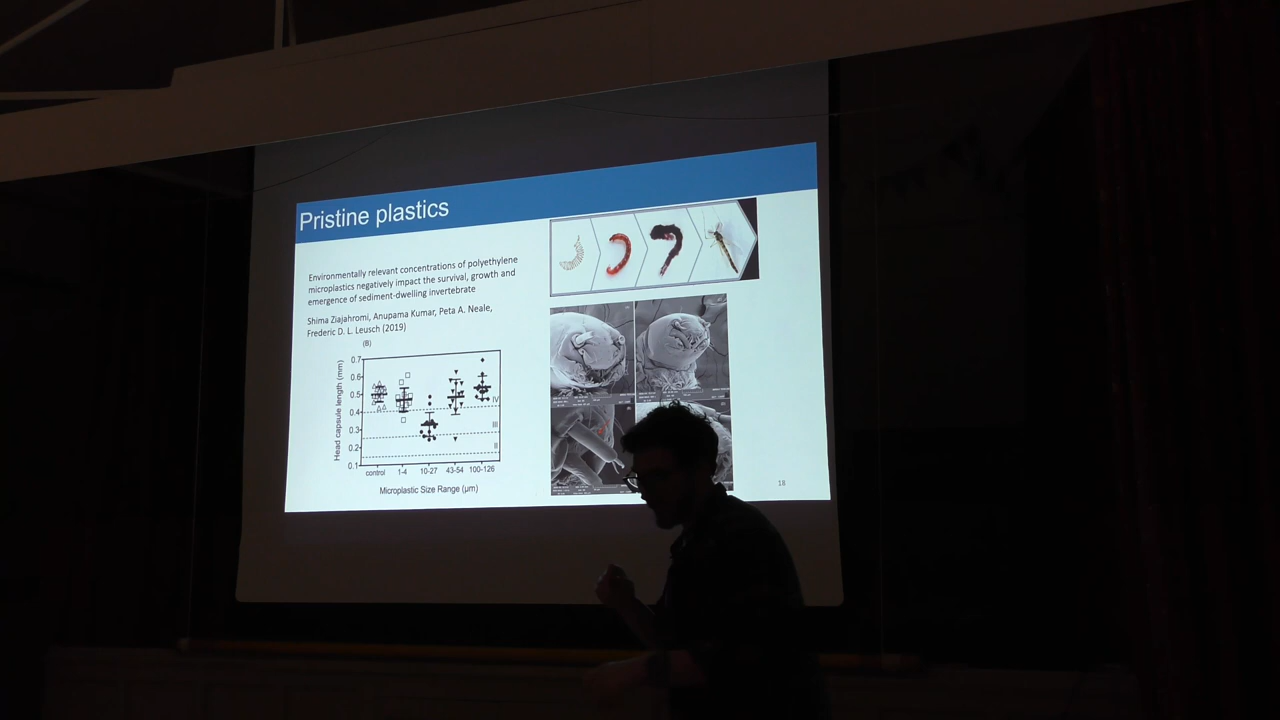 Pristine plastics
Environmentally relevant concentrations of polyethylene
microplastics negatively impact the survival, growth and
emergence of sediment-dwelling invertebrate
Shima Ziajahromi, Anupama Kumar, Peta A. Neale,
Frederic D. L. Leusch (2019)
(B)
Head capsule length (mm)
0.7
0.6
0.5
0.4
0.3
0.2
0.1
IV
III
II
control 1-4 10-27 43-54 100-126
Microplastic Size Range (μm)
18